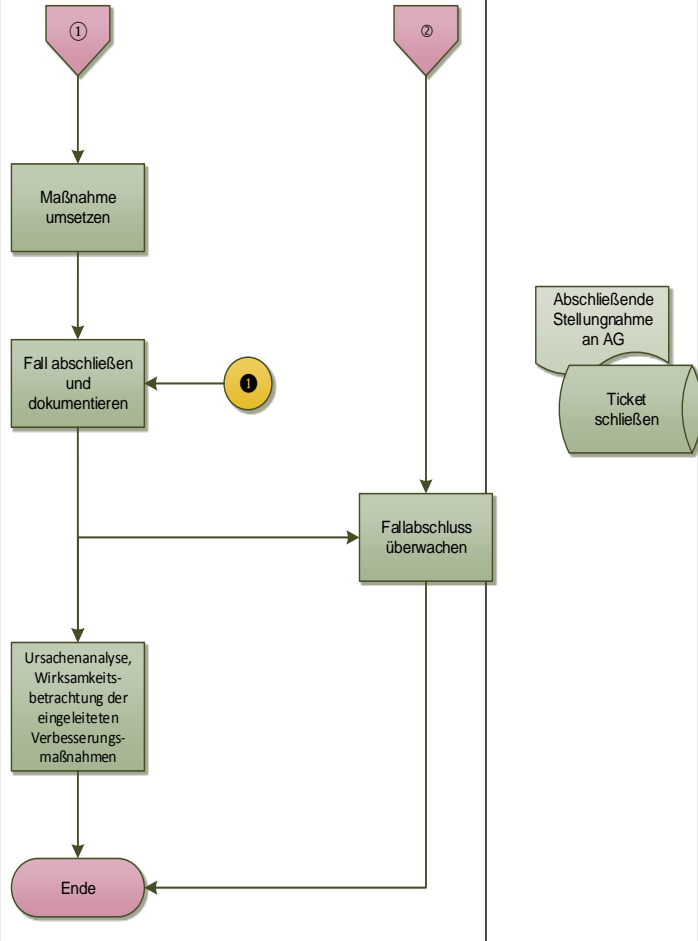 ①
②
Maßnahme
umsetzen
Abschließende
Stellungnahme
an AG
Fall abschließen
und
dokumentieren
❶
Ticket
schließen
Fallabschluss
überwachen
Ursachenanalyse,
Wirksamkeits-
betrachtung der
eingeleiteten
Verbesserungs-
maßnahmen
Ende